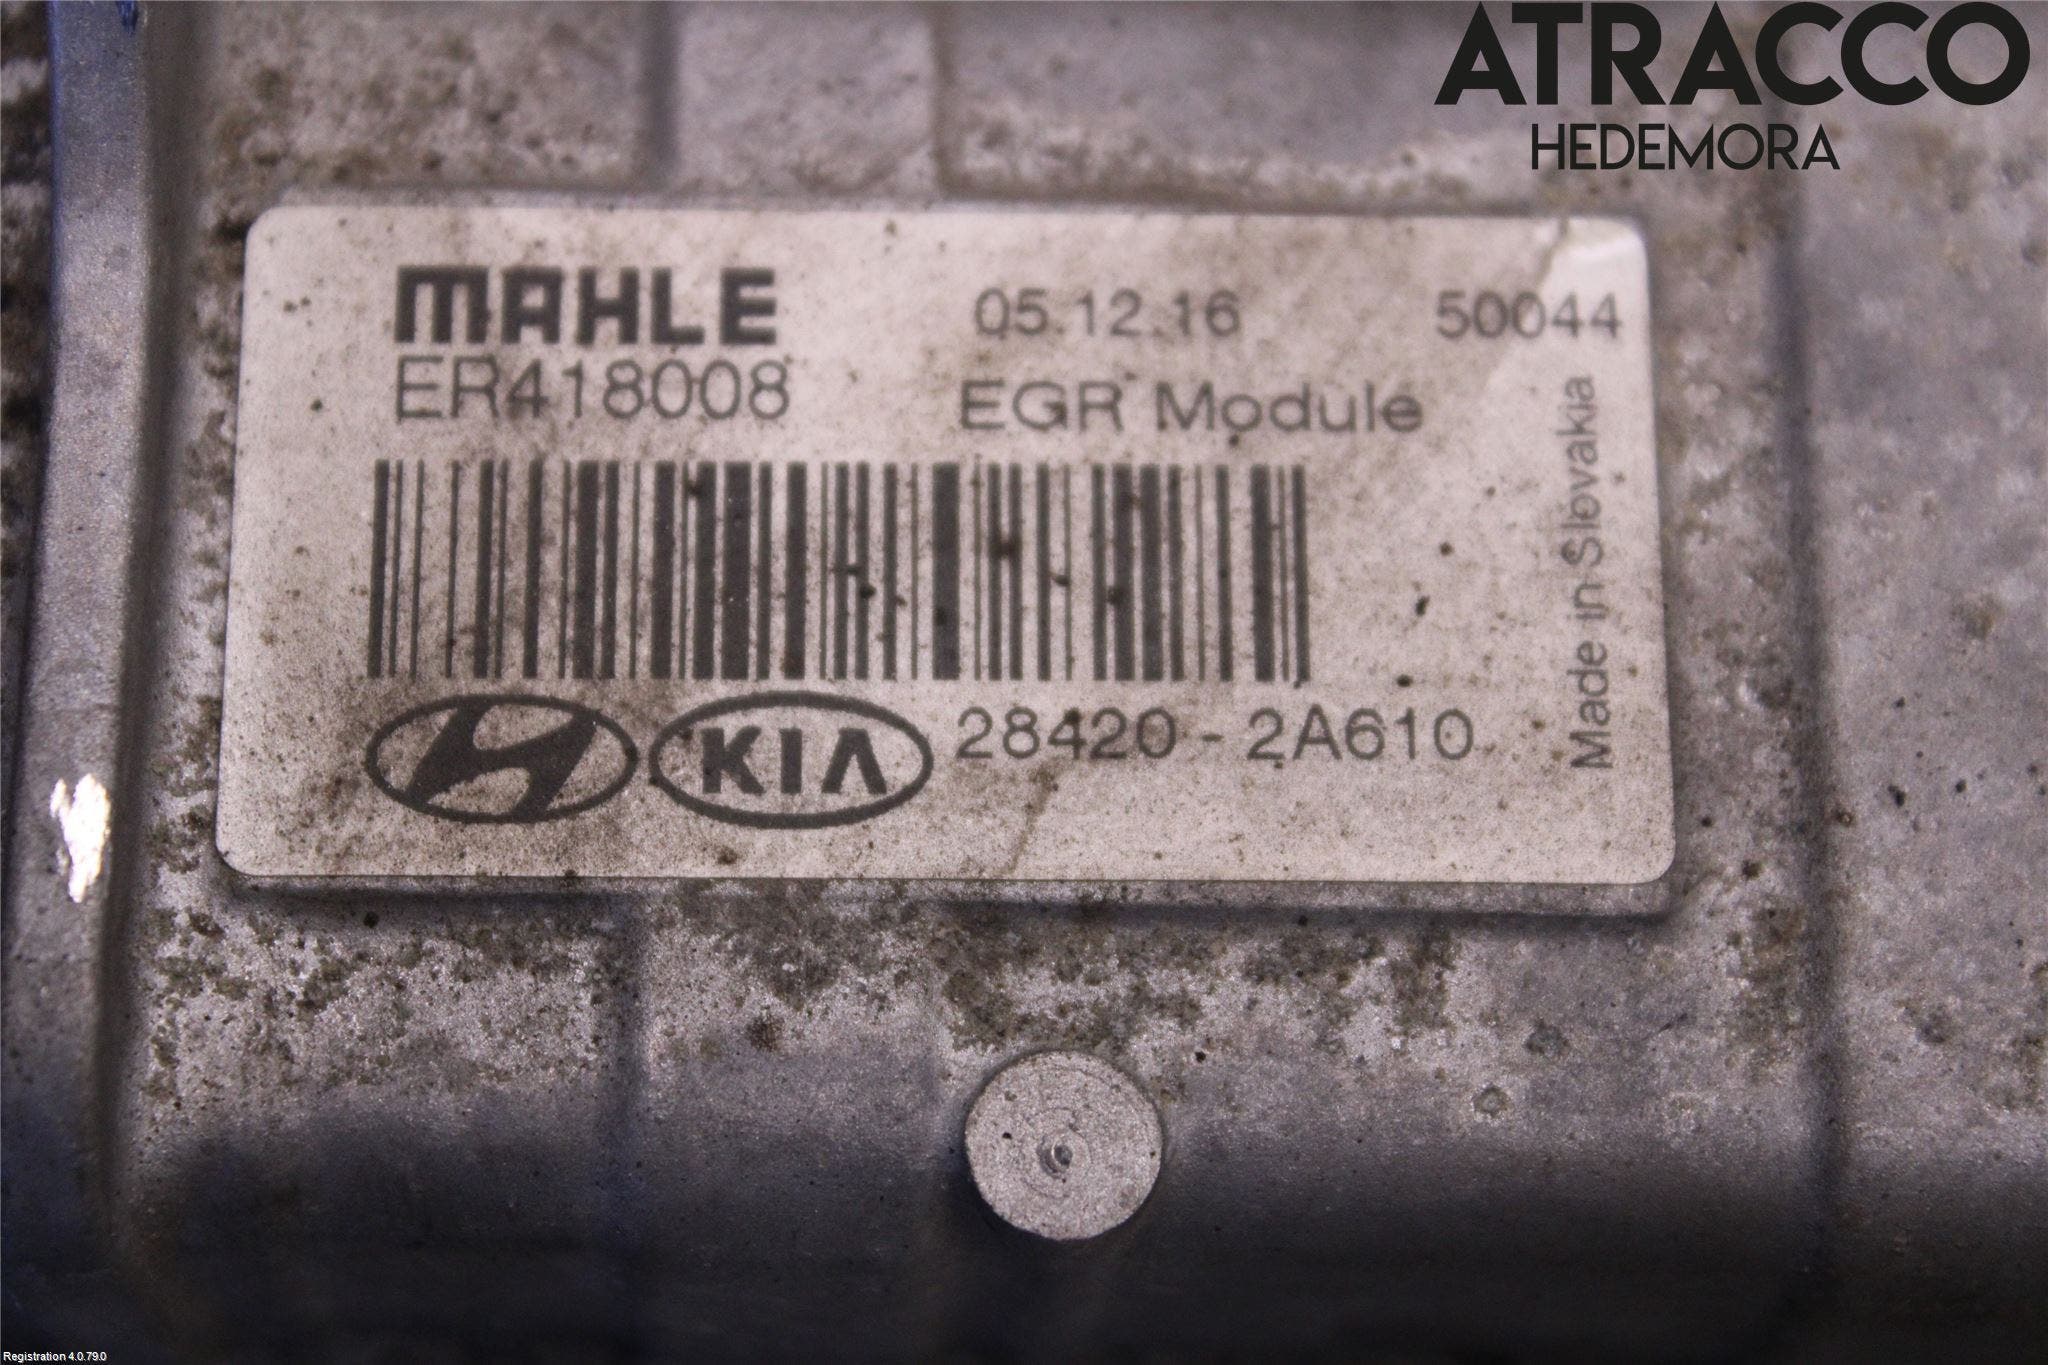 ATRACCO
HEDEMORA
MAHLE 05.12.16 50044
ER418008 EGR Module
Made in Slovakia
KIA 28420-2A610
Registration 4.0.79.0